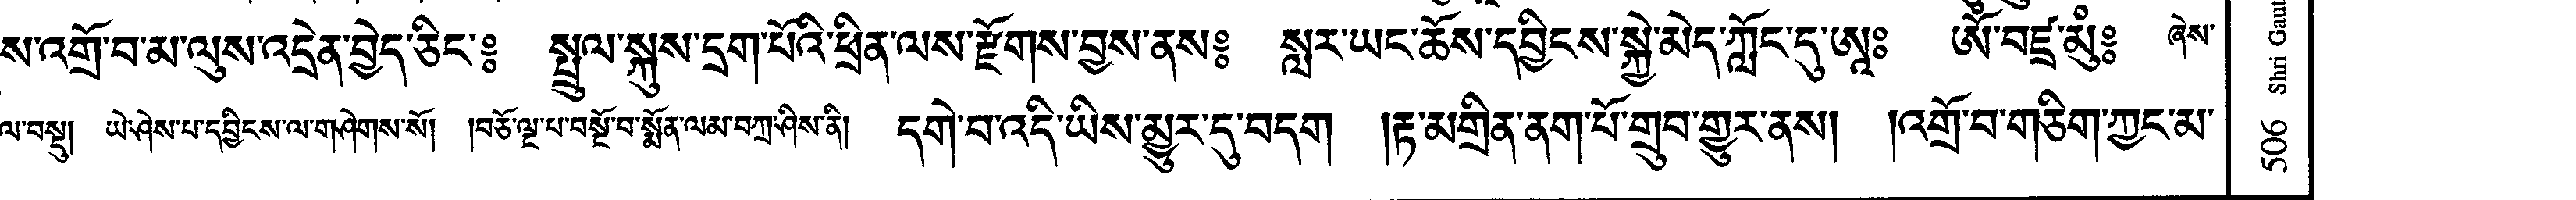 ས་འགྲོ་བ་མ་ལུས་འདྲེན་བྱེད་ཅིང་༔ སྤྲུལ་སྐུས་དྲག་པོའི་ཕྲིན་ལས་རྫོགས་བྱས་ནས༔ སླར་ཡང་ཆོས་དབྱིངས་སྐྱེ་མེད་ཀློང་དུ་ཨཱ༔ ཨོཾ་བཛྲ་མུཾ༔ ཞེས་
ལ་བསྡུ། ཡེ་ཤེས་པ་དབྱིངས་ལ་གཤེགས་སོ། །བཅོ་ལྔ་པ་བསྔོ་བ་སྨོན་ལམ་བཀྲ་ཤིས་ནི། དགེ་བ་འདི་ཡིས་མྱུར་དུ་བདག །རྟ་མགྲིན་ནག་པོ་གྲུབ་གྱུར་ནས། །འགྲོ་བ་གཅིག་ཀྱང་མ་
506 Shri Gaut